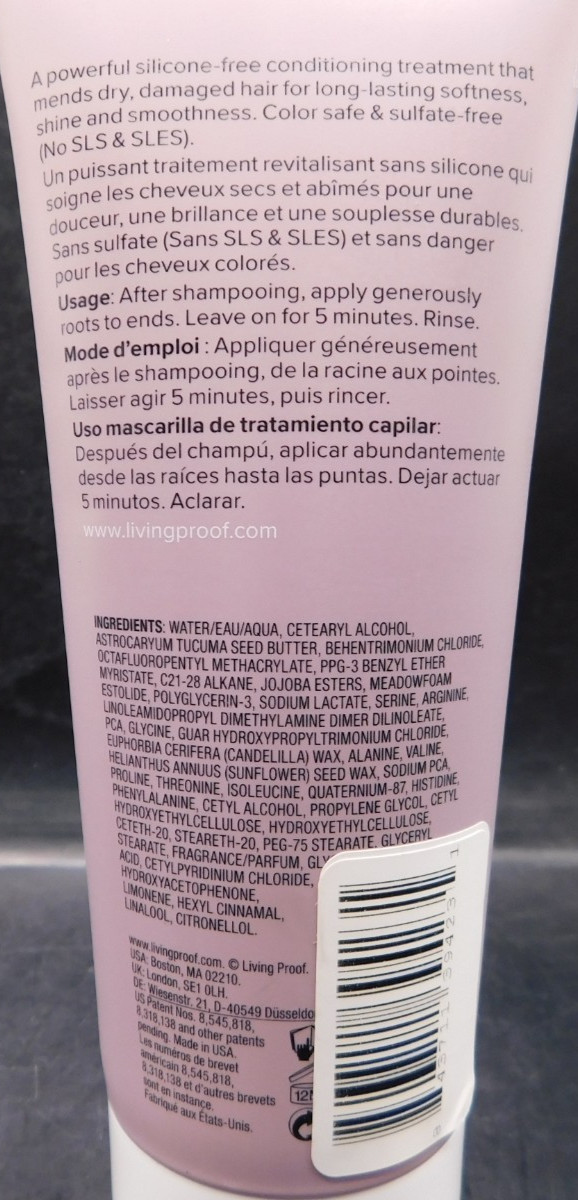 A powerful silicone-free conditioning treatment that
mends dry, damaged hair for long-lasting softness,
shine and smoothness. Color safe & sulfate-free
(No SLS & SLES).
Un puissant traitement revitalisant sans silicone qui
soigne les cheveux secs et abîmés pour une
douceur, une brillance et une souplesse durables.
Sans sulfate (Sans SLS & SLES) et sans danger
pour les cheveux colorés.
Usage: After shampooing, apply generously
roots to ends. Leave on for 5 minutes. Rinse.
Mode d'emploi : Appliquer généreusement
après le shampooing, de la racine aux pointes.
Laisser agir 5 minutes, puis rincer.
Uso mascarilla de tratamiento capilar:
Después del champú, aplicar abundantemente
desde las raíces hasta las puntas. Dejar actuar
5 minutos. Aclarar.
www.livingproof.com
INGREDIENTS: WATER/EAU/AQUA, CETEARYL ALCOHOL,
ASTROCARYUM TUCUMA SEED BUTTER, BEHENTRIMONIUM CHLORIDE,
OCTAFLUOROPENTYL METHACRYLATE, PPG-3 BENZYL ETHER
MYRISTATE, C21-28 ALKANE, JOJOBA ESTERS, MEADOWFOAM
ESTOLIDE, POLYGLYCERIN-3, SODIUM LACTATE, SERINE, ARGININE,
LINOLEAMIDOPROPYL DIMETHYLAMINE DIMER DILINOLEATE,
PCA, GLYCINE, GUAR HYDROXYPROPYLTRIMONIUM CHLORIDE,
EUPHORBIA CERIFERA (CANDELILLA) WAX, ALANINE, VALINE,
HELIANTHUS ANNUUS (SUNFLOWER) SEED WAX, SODIUM PCA,
PROLINE, THREONINE, ISOLEUCINE, QUATERNIUM-87, HISTIDINE,
PHENYLALANINE, CETYL ALCOHOL, PROPYLENE GLYCOL, CETYL
HYDROXYETHYLCELLULOSE, HYDROXYETHYLCELLULOSE,
CETETH-20, STEARETH-20, PEG-75 STEARATE, GLYCERYL
STEARATE, FRAGRANCE/PARFUM, GLY
ACID, CETYLPYRIDINIUM CHLORIDE,
HYDROXYACETOPHENONE,
LIMONENE, HEXYL CINNAMAL,
LINALOOL, CITRONELLOL.
www.livingproof.com. © Living Proof.
USA: Boston, MA 02210.
UK: London, SE1 0LH.
DE: Wiesenstr. 21, D-40549 Düsseldo
US Patent Nos. 8,545,818,
8,318,138 and other patents
pending. Made in USA.
Les numéros de brevet
américain 8,545,818,
8,318,138 et d'autres brevets
sont en instance.
Fabriqué aux États-Unis.
12